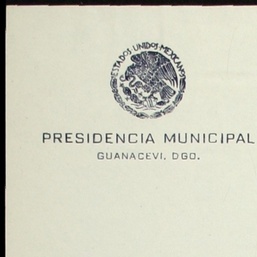 ESTADOS UNIDOS MEXICANOS
PRESIDENCIA MUNICIPAL
GUANACEVI, DGO.